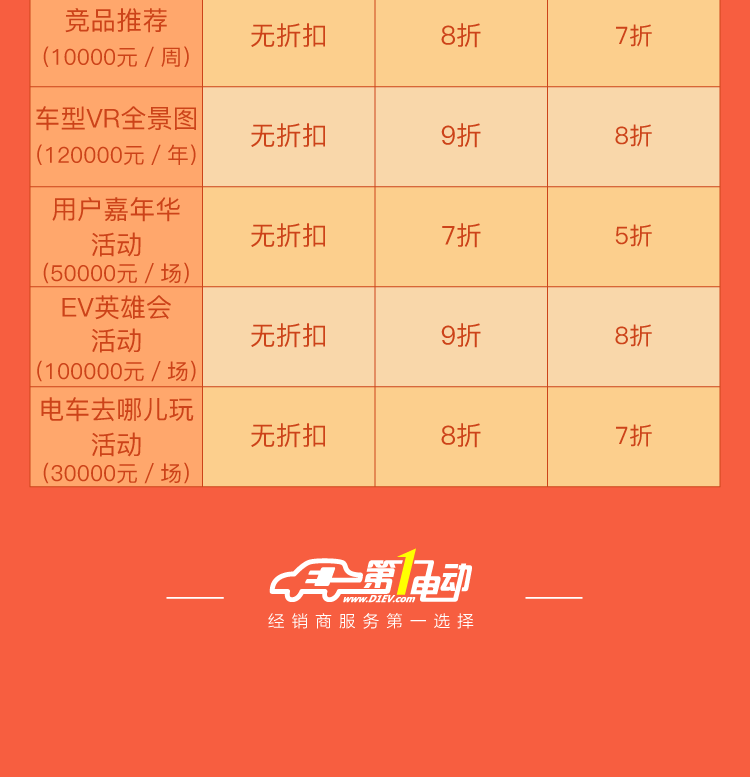 竞品推荐
(10000元 / 周)
无折扣
8折
7折
车型VR全景图
(120000元 / 年)
无折扣
9折
8折
用户嘉年华
活动
(50000元 / 场)
无折扣
7折
5折
EV英雄会
活动
(100000元 / 场)
无折扣
9折
8折
电车去哪儿玩
活动
(30000元 / 场)
无折扣
8折
7折
第1电动
www.D1EV.com
经销商服务第一选择